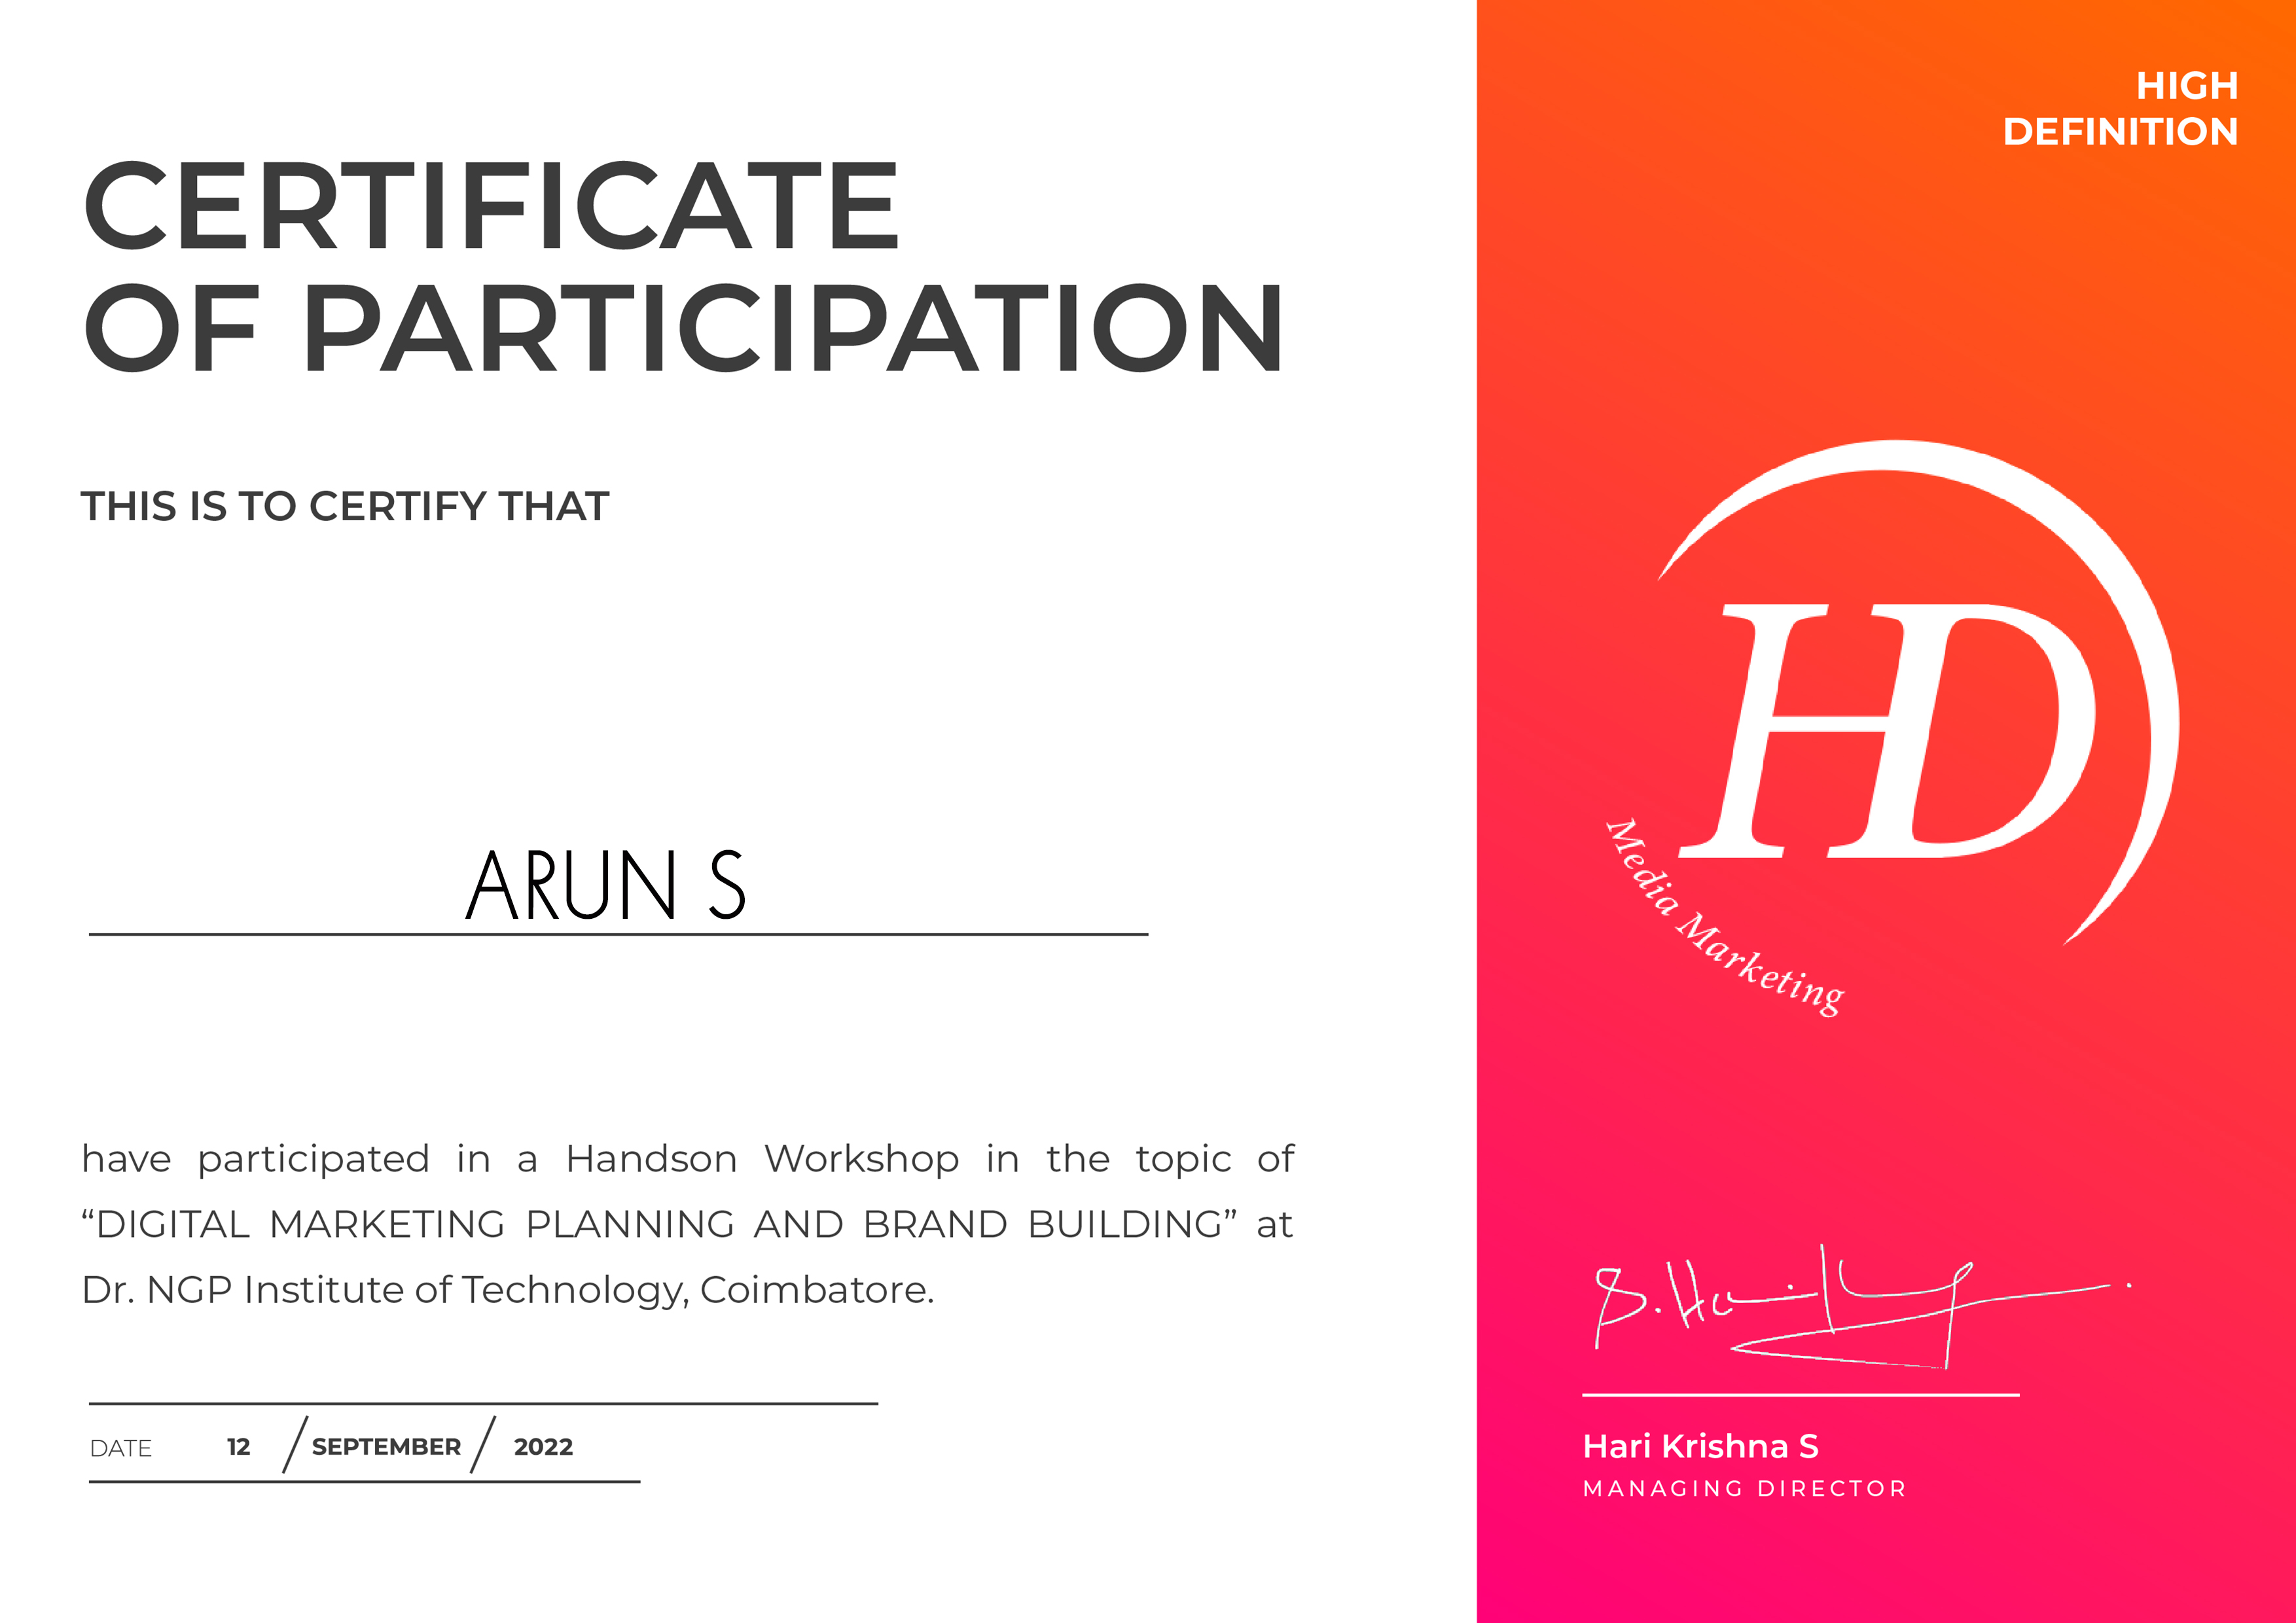 CERTIFICATE
OF PARTICIPATION
THIS IS TO CERTIFY THAT
ARUN S
have participated in a Handson Workshop in the topic of
“DIGITAL MARKETING PLANNING AND BRAND BUILDING” at
Dr. NGP Institute of Technology, Coimbatore.
DATE 12 / SEPTEMBER / 2022
HIGH
DEFINITION
HD
Media Marketing
Hari Krishna S
MANAGING DIRECTOR